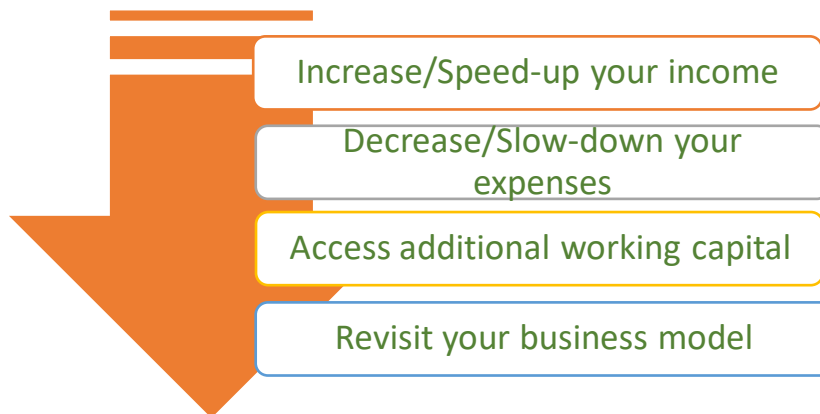 Increase/Speed-up your income
Decrease/Slow-down your
expenses
Access additional working capital
Revisit your business model